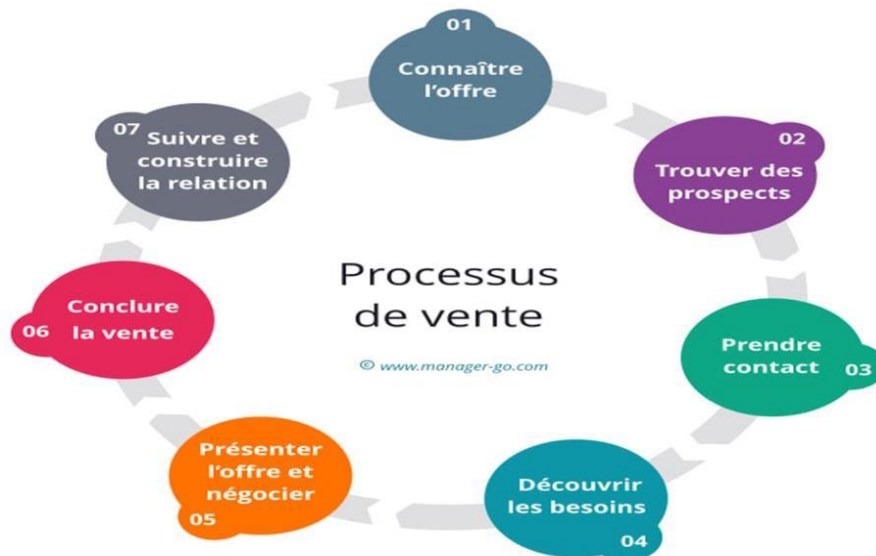 01
Connaître
l'offre
02
Trouver des
prospects
Prendre
contact
03
Découvrir
les besoins
04
Présenter
l'offre et
négocier
05
Conclure
06
la vente
07
Suivre et
construire
la relation
Processus
de vente
© www.manager-go.com